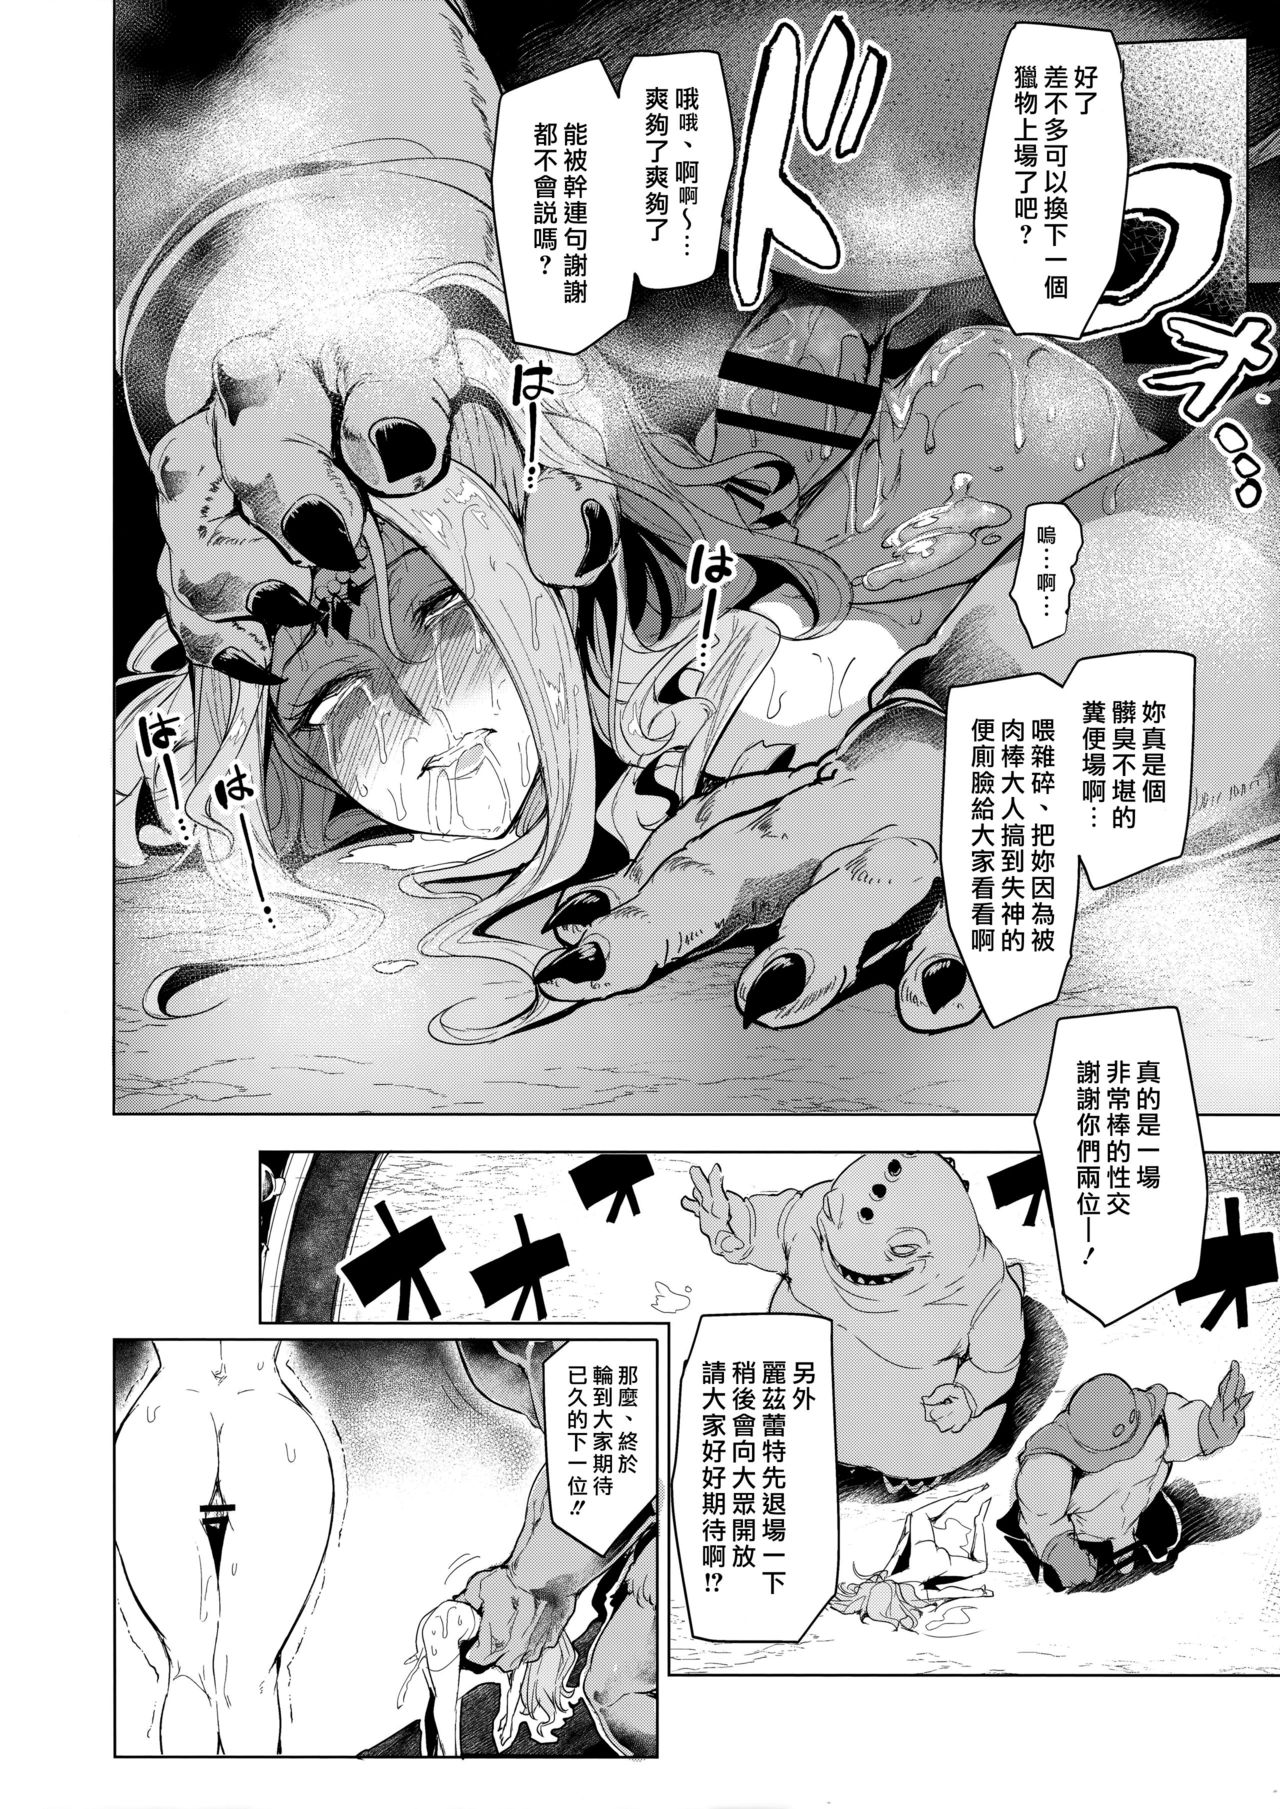 好了
差不多可以換下一個
獵物上場了吧？
ドォ…
哦哦、啊啊～…
爽夠了爽夠了
能被幹連句謝謝
都不會說嗎？
はー…
はー…
はー…
はー…
嗚…啊…
妳真是個
髒臭不堪的
糞便場啊…
喂雜碎、把妳因為被
肉棒大人搞到失神的
便廁臉給大家看看啊
真的是一場
非常棒的性交
謝謝你們兩位—！
オ
オ
オ
オ
另外
麗茲蕾特先退場一下
稍後會向大眾開放
請大家好好期待啊!?
那麼、終於
輪到大家期待
已久的下一位!!